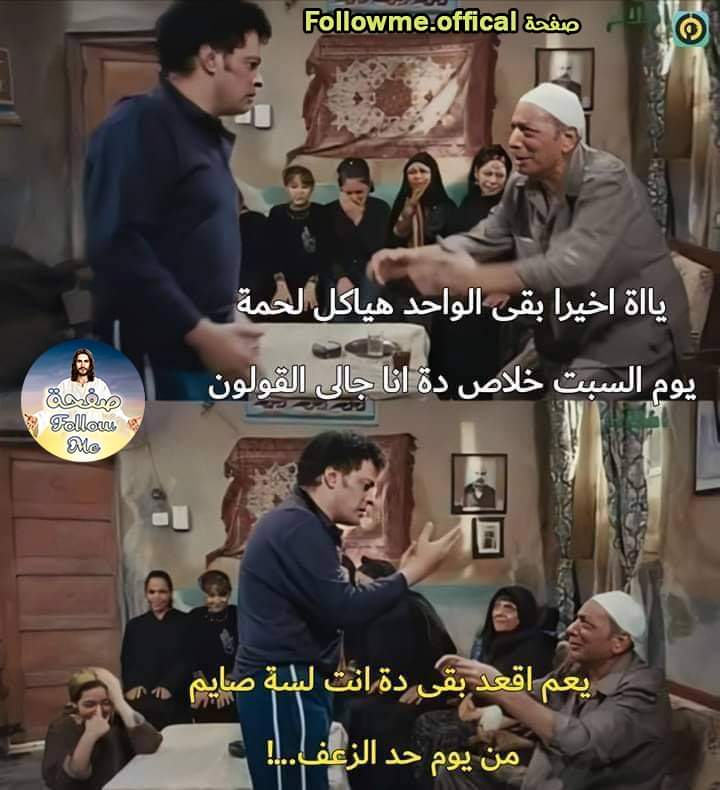 صفحة Followme.offical
يااة اخيرا بقى الواحد هياكل لحمة
يوم السبت خلاص دة انا جالى القولون
صفحة
Follow
Me
يعم اقعد بقى دة انت لسة صايم
من يوم حد الزعف...!